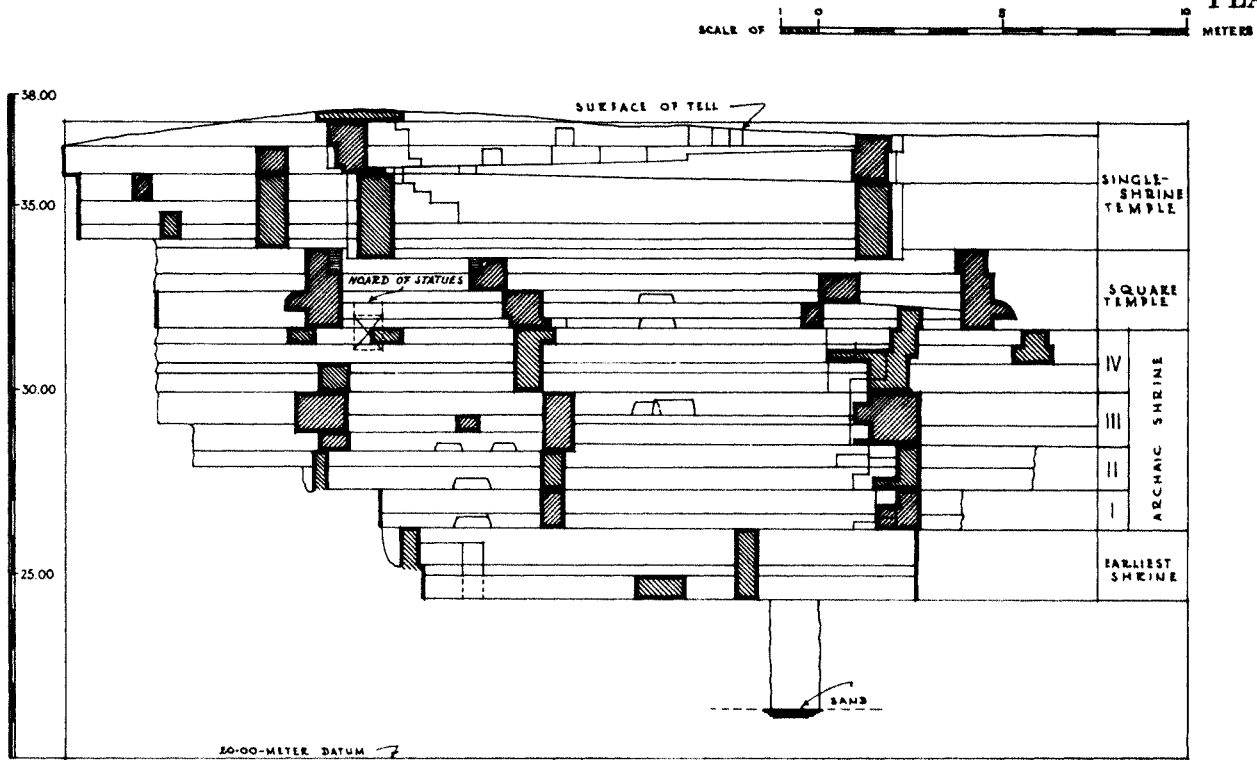 PLA
1 0 5 10
SCALE OF METERS
38.00
SURFACE OF TELL
35.00
SINGLE-
SHRINE
TEMPLE
HOARD OF STATUES
SQUARE
TEMPLE
30.00
IV
III
II
I
ARCHAIC SHRINE
25.00
EARLIEST
SHRINE
SAND
20.00-METER DATUM